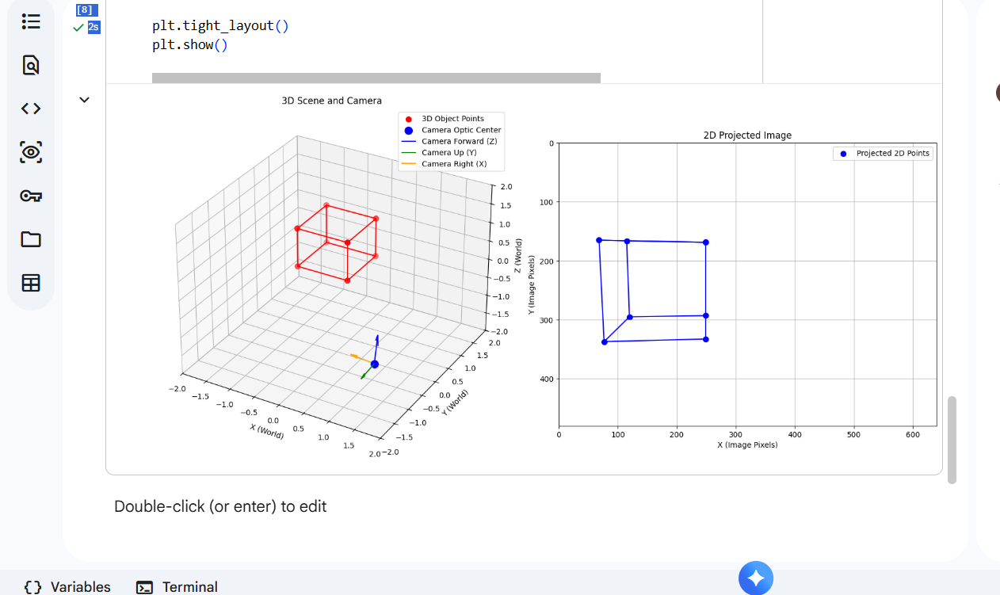 [8]
2s
plt.tight_layout()
plt.show()
3D Scene and Camera
3D Object Points
Camera Optic Center
Camera Forward (Z)
Camera Up (Y)
Camera Right (X)
2.0
1.5
1.0
0.5
0.0
−0.5
−1.0
−1.5
−2.0
Z (World)
2.0
1.5
1.0
0.5
0.0
−0.5
−1.0
−1.5
−2.0
Y (World)
−2.0
−1.5
−1.0
−0.5
0.0
0.5
1.0
1.5
2.0
X (World)
2D Projected Image
Projected 2D Points
0
100
200
300
400
Y (Image Pixels)
0 100 200 300 400 500 600
X (Image Pixels)
Double-click (or enter) to edit
Variables Terminal